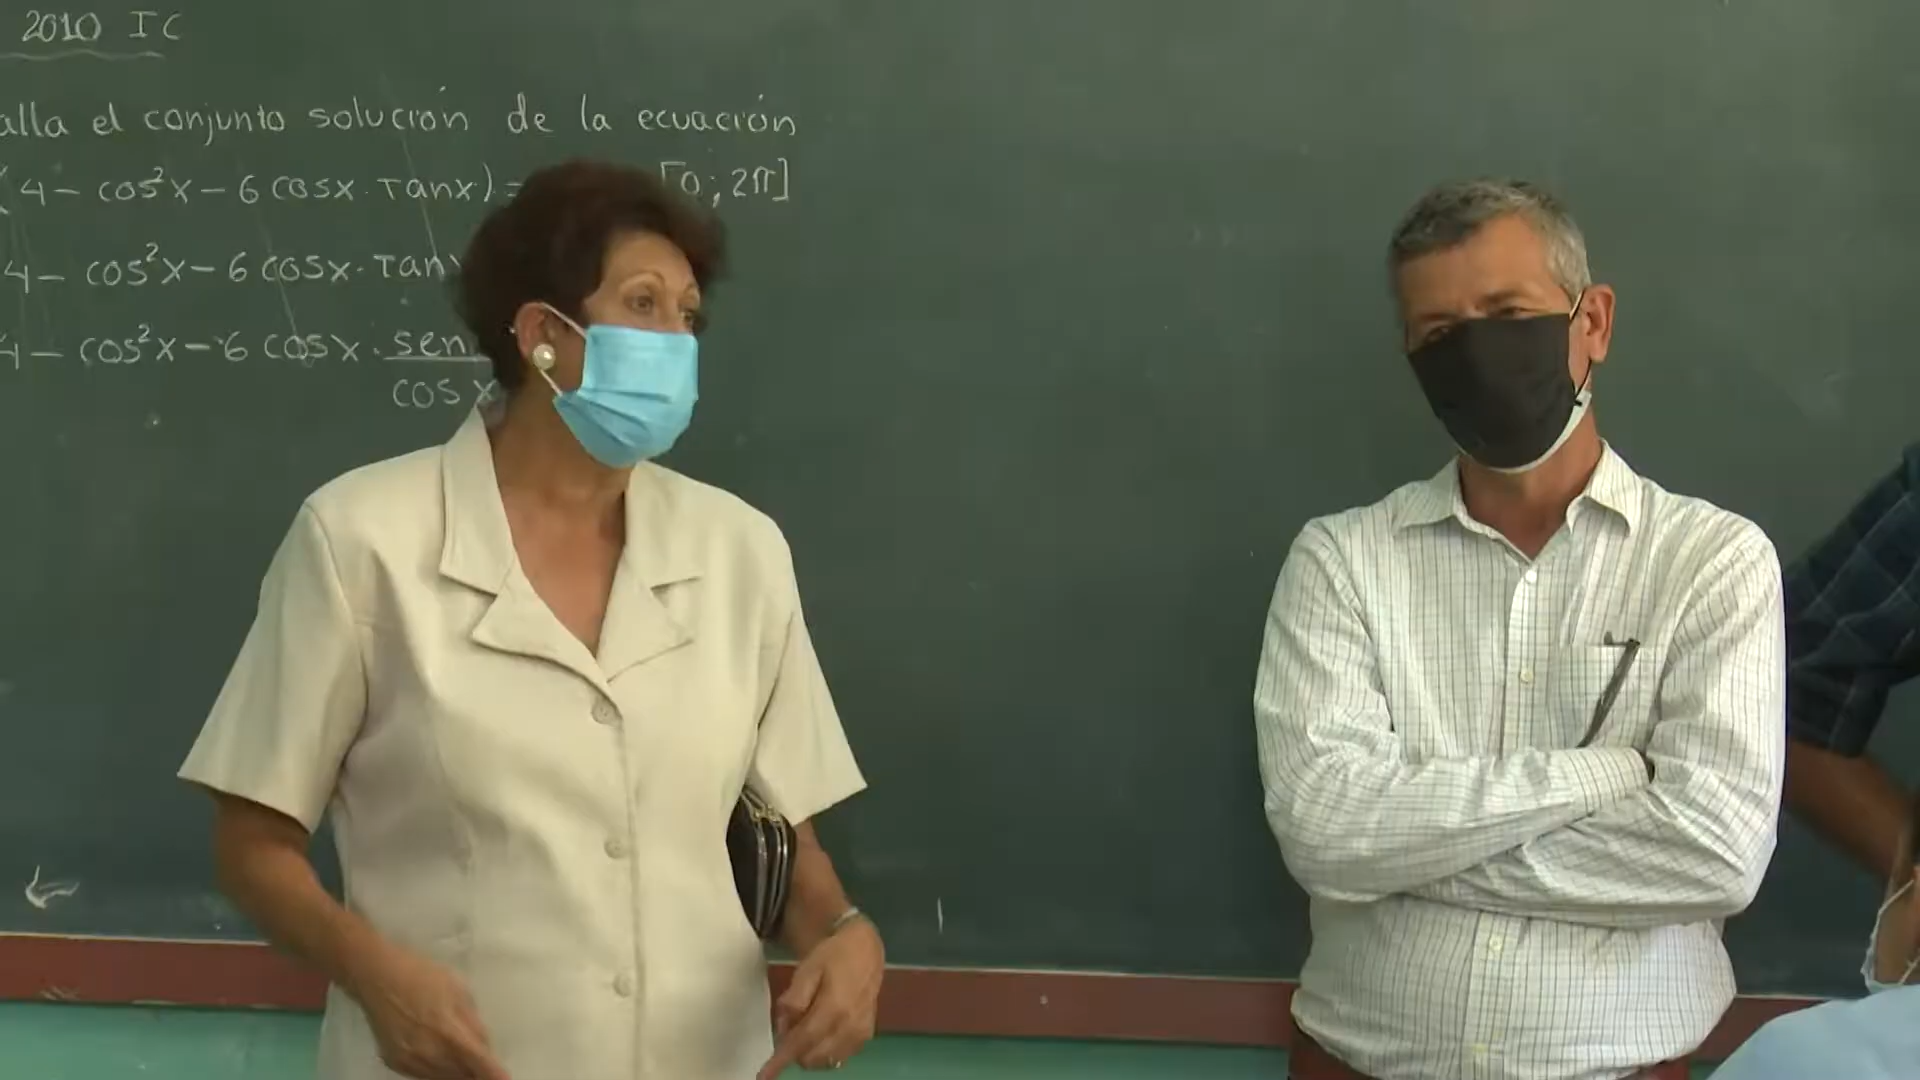 2010 IC
alla el conjunto solución de la ecuación
4 - cos²x - 6 cosx · Tanx) = [0; 2π]
4 - cos²x - 6 cosx · Tan
4 - cos²x - 6 cosx · sen
cos x